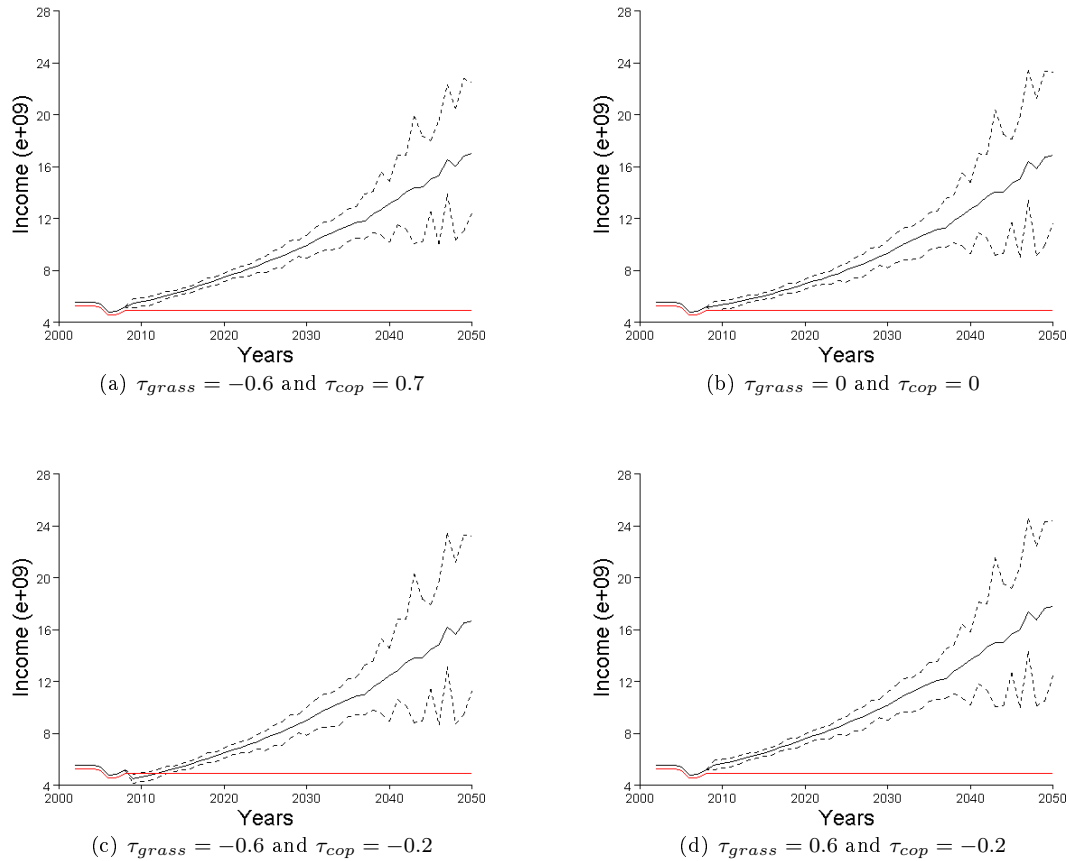 28
24
20
16
12
8
4
Income (e+09)
2000 2010 2020 2030 2040 2050
Years
(a) τgrass = −0.6 and τcop = 0.7
28
24
20
16
12
8
4
Income (e+09)
2000 2010 2020 2030 2040 2050
Years
(b) τgrass = 0 and τcop = 0
28
24
20
16
12
8
4
Income (e+09)
2000 2010 2020 2030 2040 2050
Years
(c) τgrass = −0.6 and τcop = −0.2
28
24
20
16
12
8
4
Income (e+09)
2000 2010 2020 2030 2040 2050
Years
(d) τgrass = 0.6 and τcop = −0.2